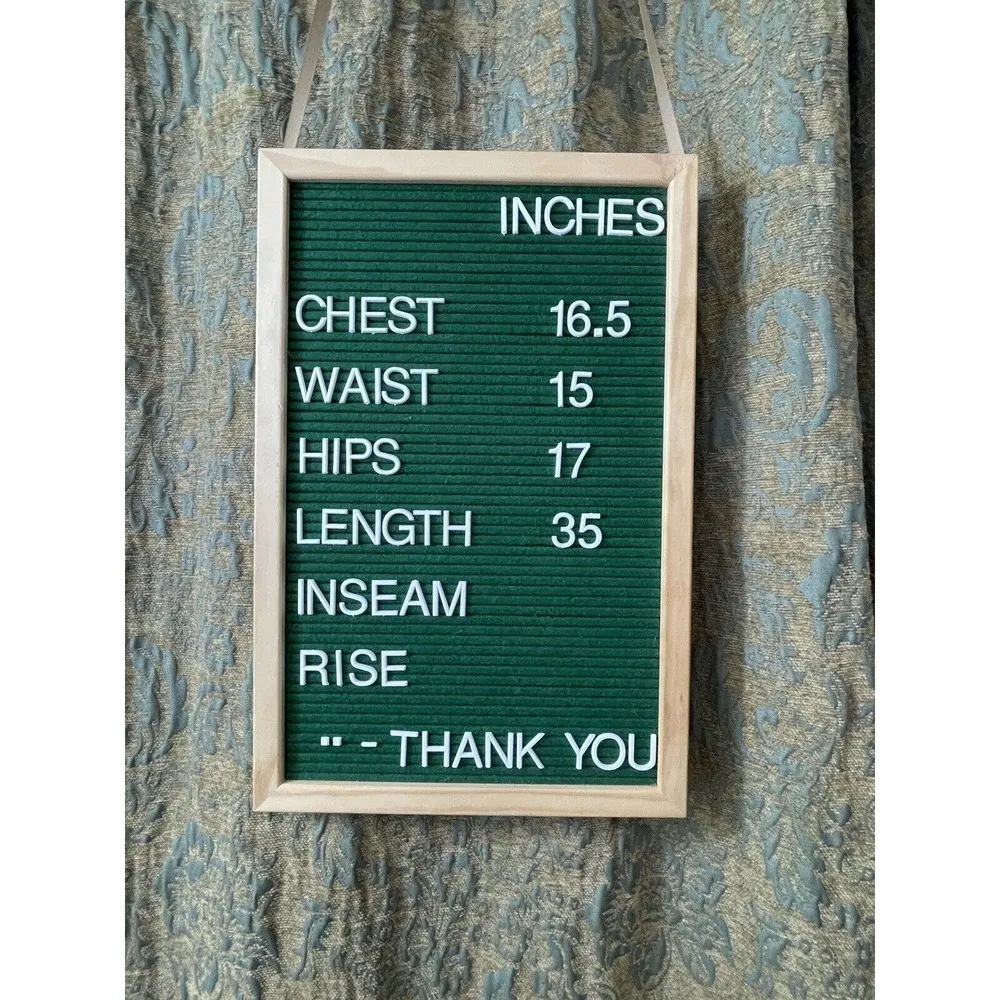 INCHES
CHEST 16.5
WAIST 15
HIPS 17
LENGTH 35
INSEAM
RISE
" - THANK YOU